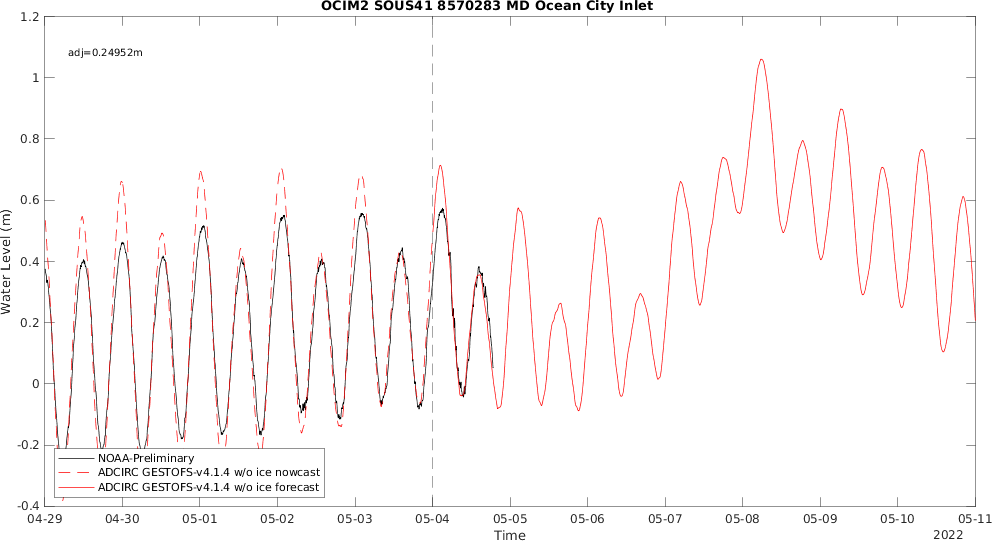 OCIM2 SOUS41 8570283 MD Ocean City Inlet
1.2
adj=0.24952m
1
0.8
0.6
0.4
0.2
0
-0.2
-0.4
Water Level (m)
NOAA-Preliminary
ADCIRC GESTOFS-v4.1.4 w/o ice nowcast
ADCIRC GESTOFS-v4.1.4 w/o ice forecast
04-29 04-30 05-01 05-02 05-03 05-04 05-05 05-06 05-07 05-08 05-09 05-10 05-11
Time
2022